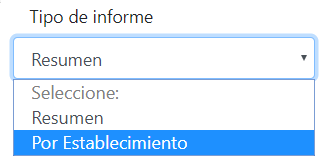 Tipo de informe
Resumen
Seleccione:
Resumen
Por Establecimiento